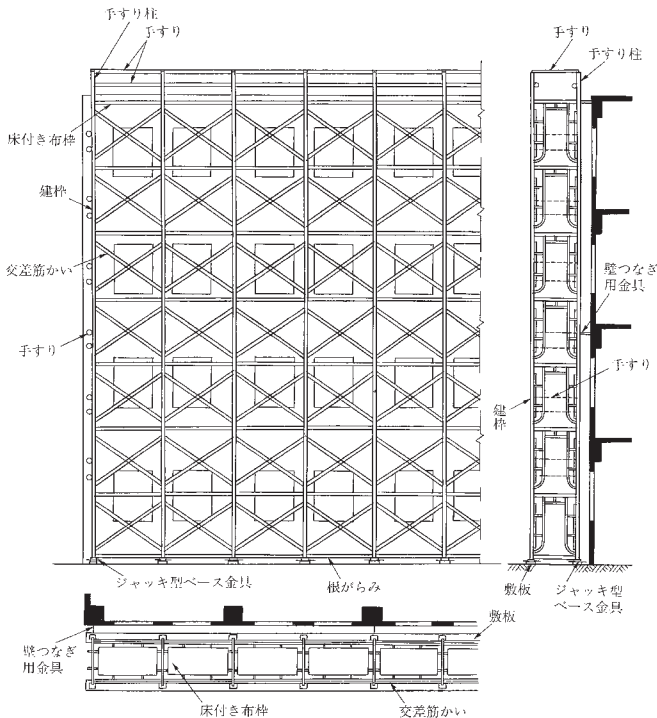 手すり柱
手すり
床付き布枠
建枠
交差筋かい
手すり
ジャッキ型ベース金具
根がらみ
手すり
手すり柱
壁つなぎ
用金具
手すり
建
枠
敷板
ジャッキ型
ベース金具
敷板
壁つなぎ
用金具
床付き布枠
交差筋かい